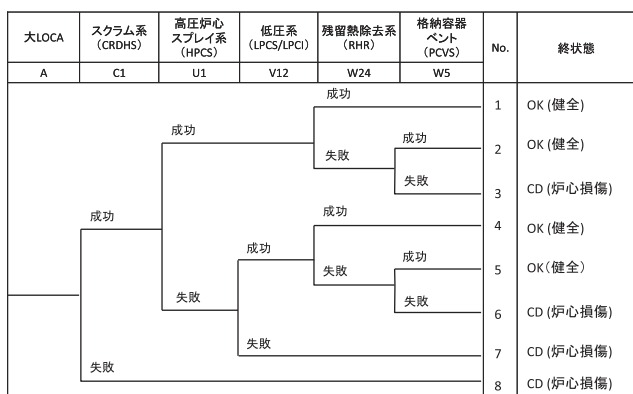 大LOCA
スクラム系
(CRDHS)
高圧炉心
スプレイ系
(HPCS)
低圧系
(LPCS/LPCI)
残留熱除去系
(RHR)
格納容器
ベント
(PCVS)
No.
終状態
A
C1
U1
V12
W24
W5
成功
1
OK (健全)
成功
成功
2
OK (健全)
失敗
失敗
3
CD (炉心損傷)
成功
成功
4
OK (健全)
成功
成功
5
OK(健全)
失敗
失敗
失敗
6
CD (炉心損傷)
失敗
7
CD (炉心損傷)
失敗
8
CD (炉心損傷)